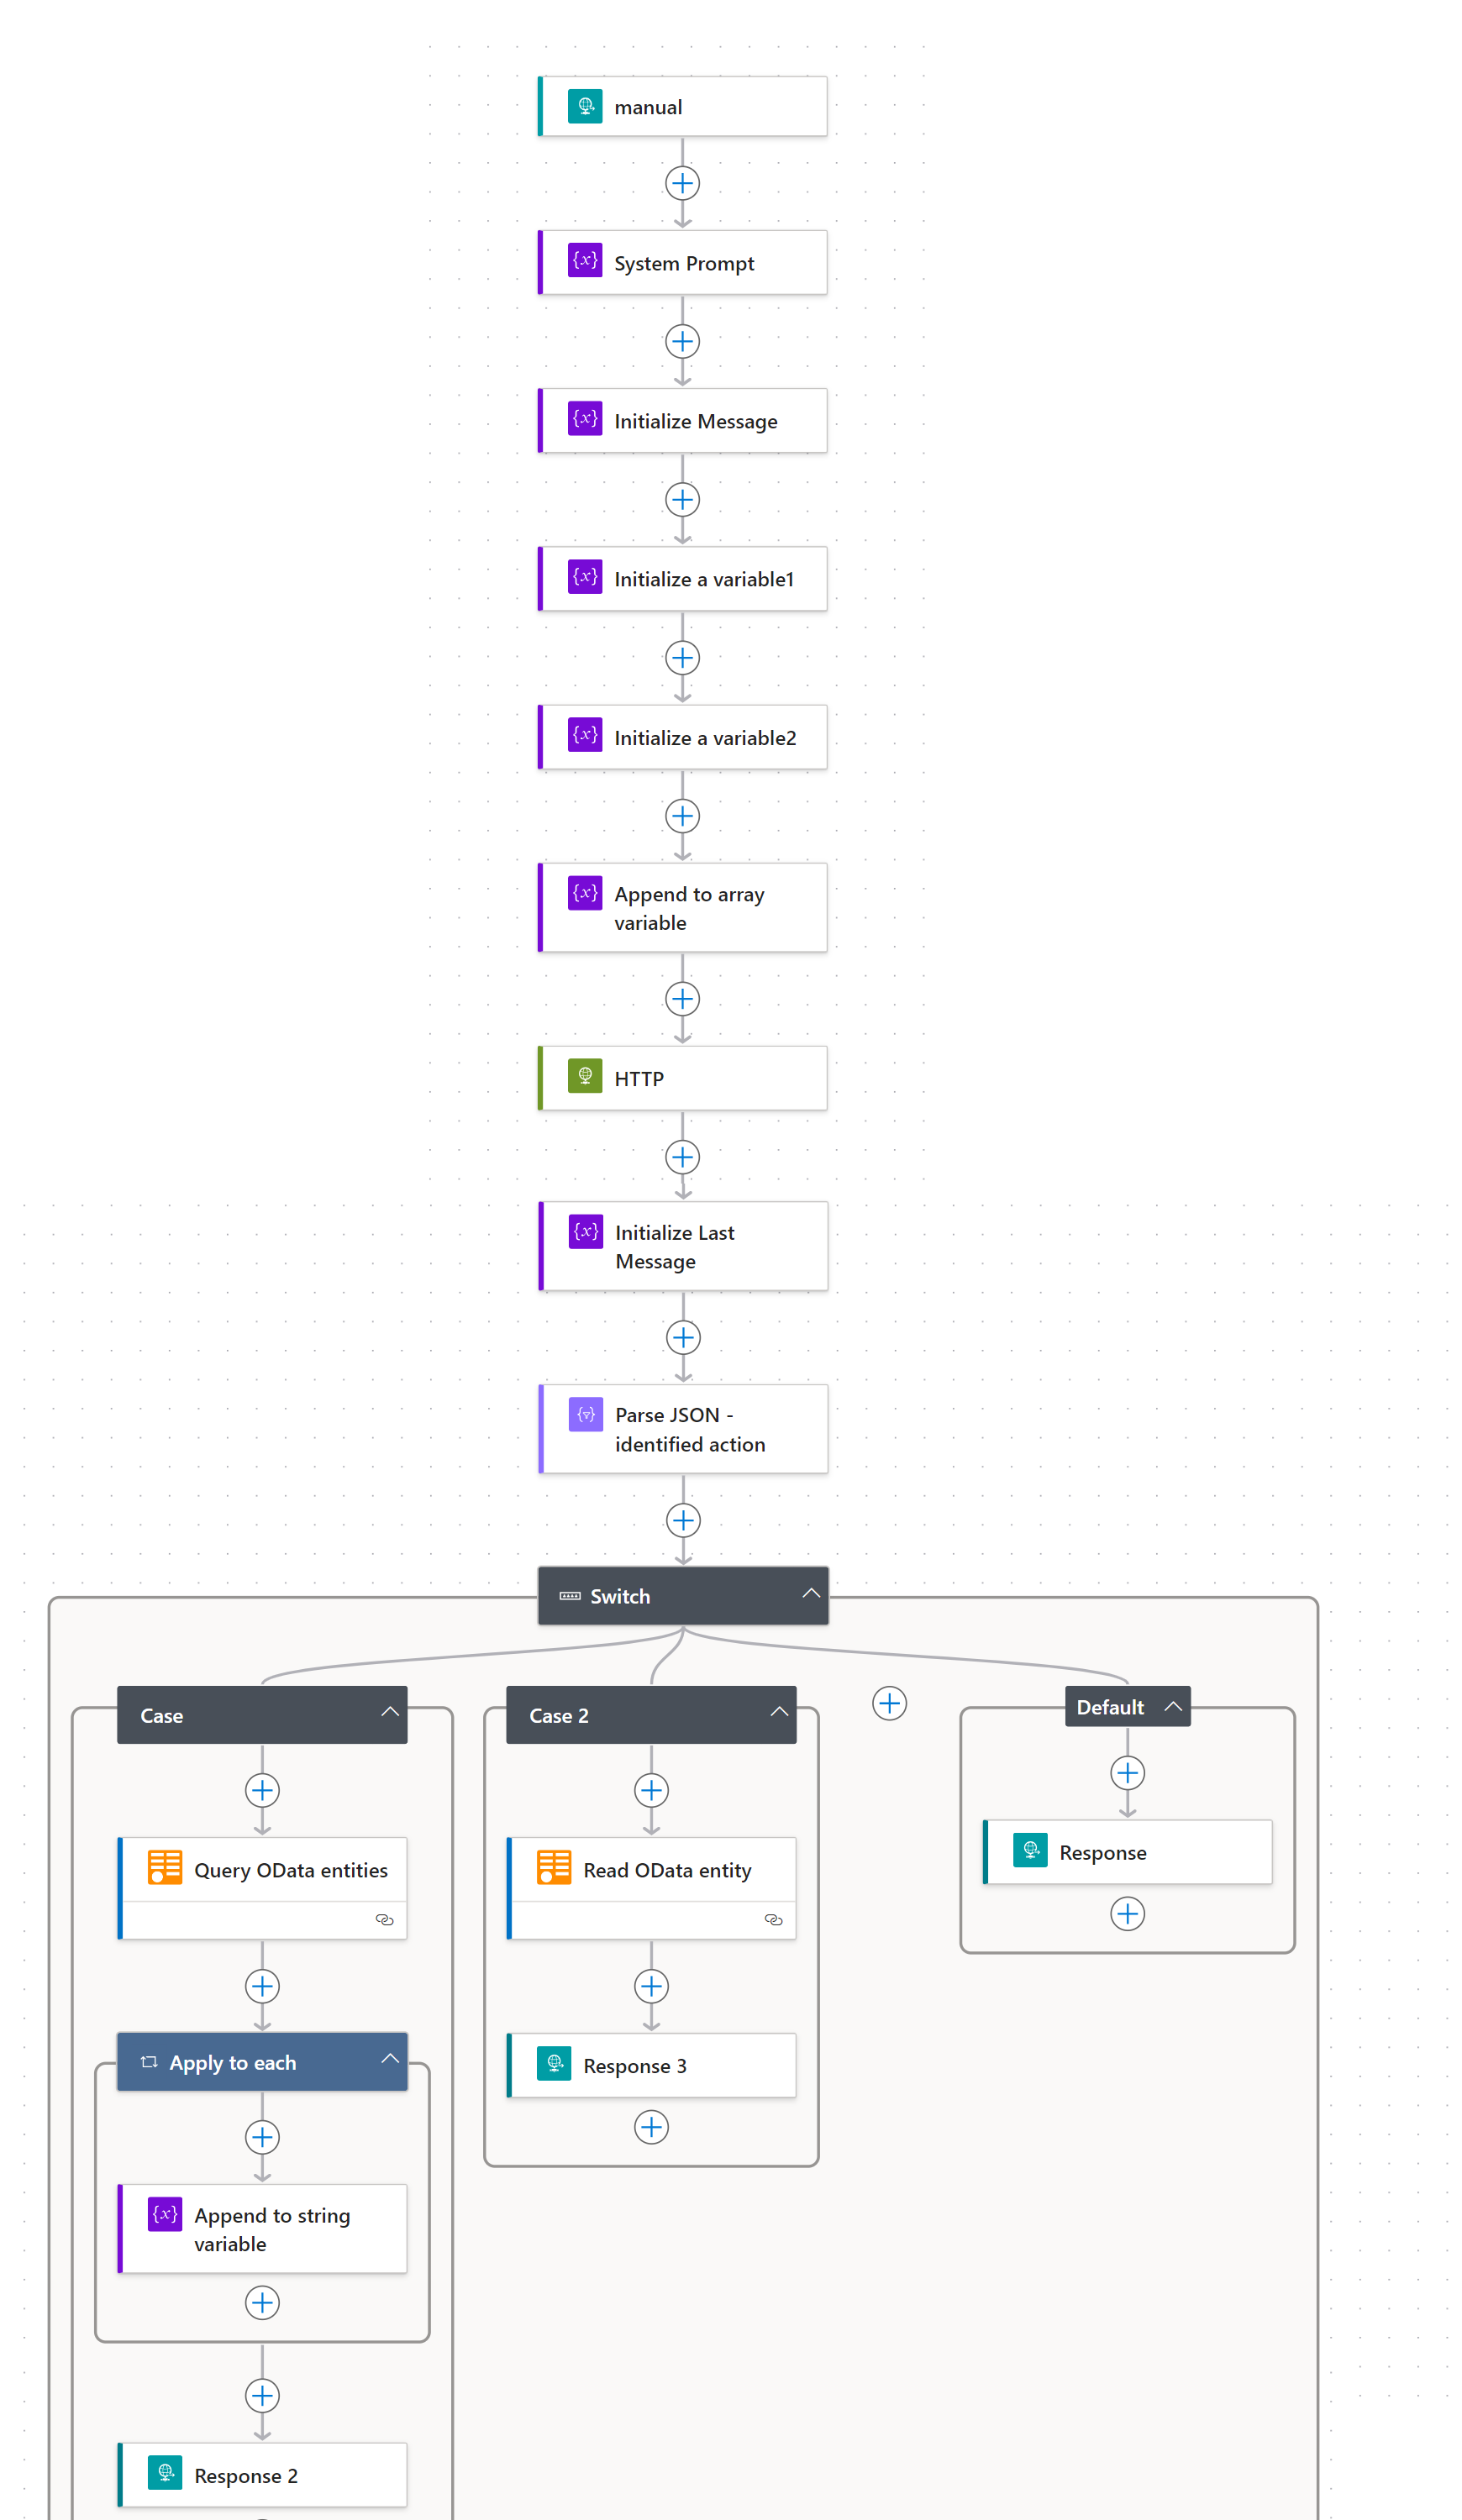 manual
System Prompt
Initialize Message
Initialize a variable1
Initialize a variable2
Append to array
variable
HTTP
Initialize Last
Message
Parse JSON -
identified action
Switch
Case
Query OData entities
Apply to each
Append to string
variable
Response 2
Case 2
Read OData entity
Response 3
Default
Response